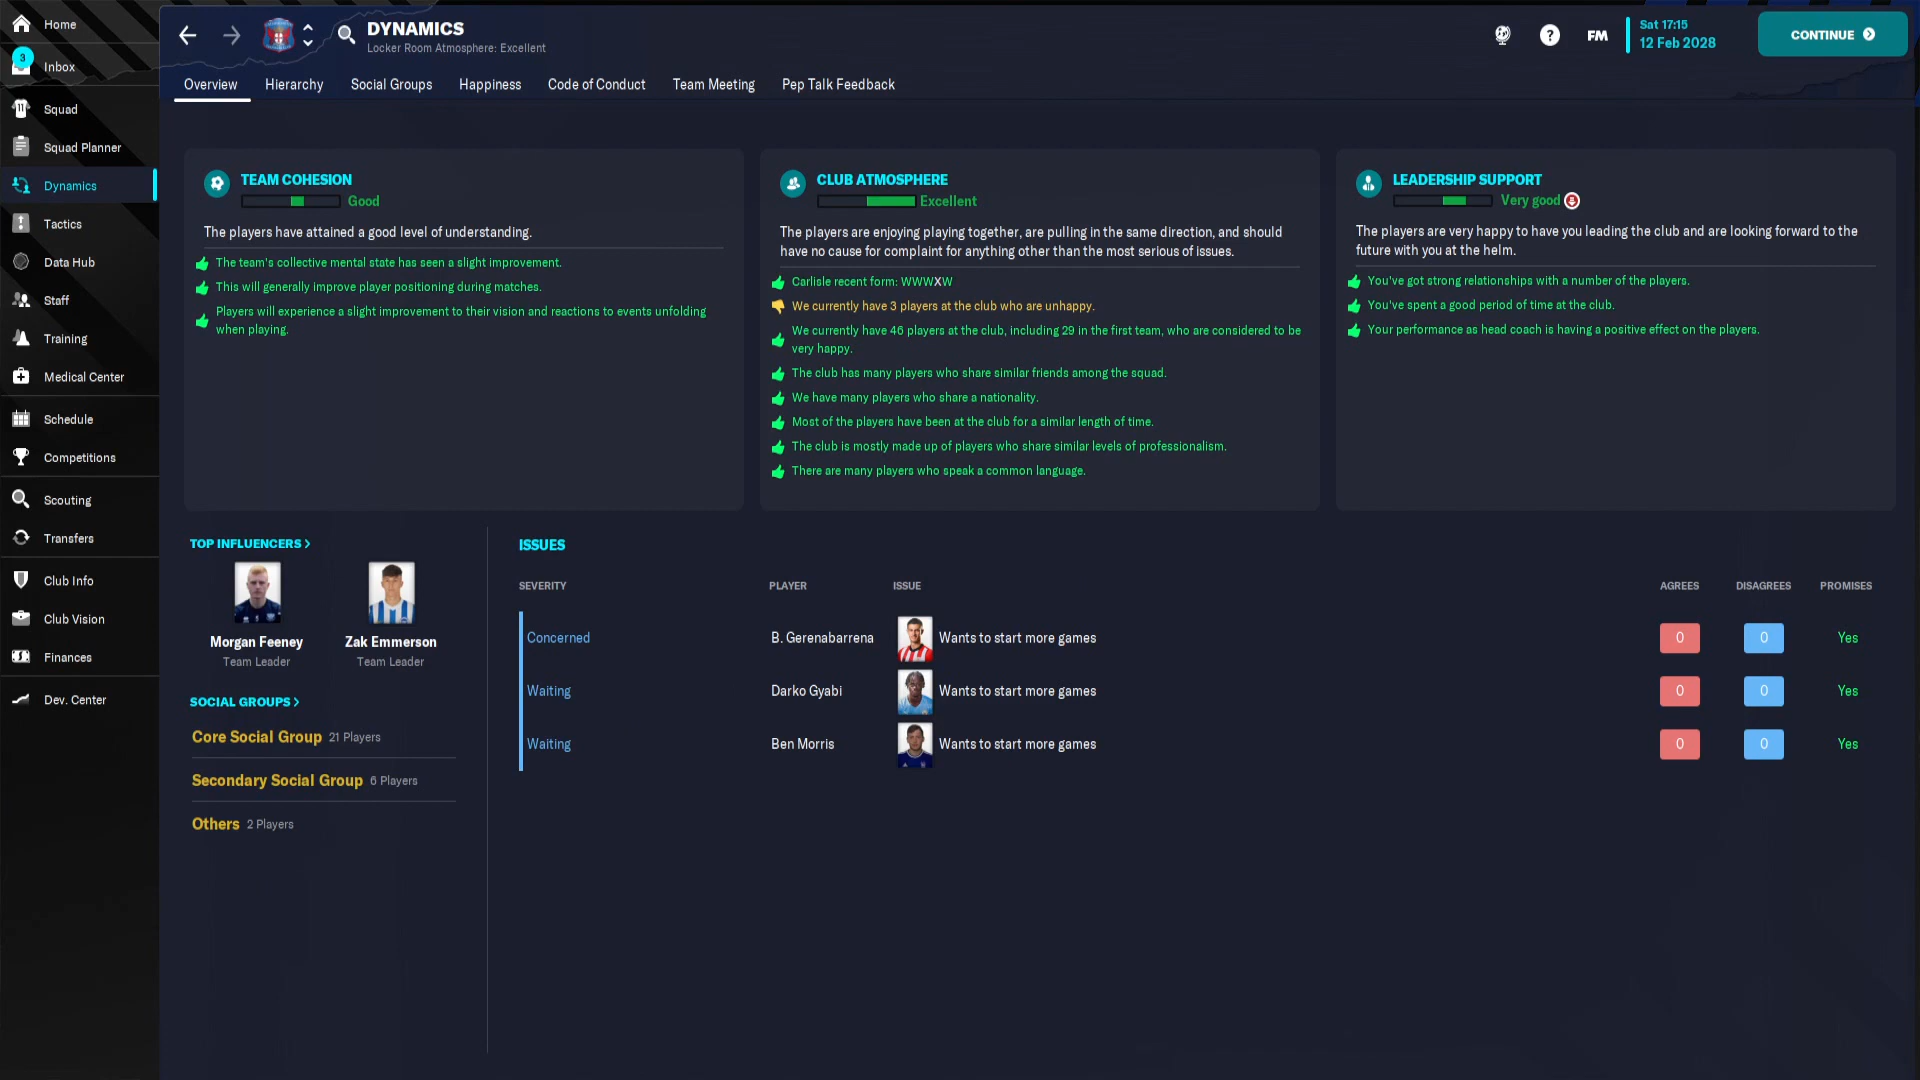 Home
3
Inbox
Squad
Squad Planner
Dynamics
Tactics
Data Hub
Staff
Training
Medical Center
Schedule
Competitions
Scouting
Transfers
Club Info
Club Vision
Finances
Dev. Center
DYNAMICS
Locker Room Atmosphere: Excellent
?
FM
Sat 17:15
12 Feb 2028
CONTINUE
Overview
Hierarchy
Social Groups
Happiness
Code of Conduct
Team Meeting
Pep Talk Feedback
TEAM COHESION
Good
The players have attained a good level of understanding.
The team's collective mental state has seen a slight improvement.
This will generally improve player positioning during matches.
Players will experience a slight improvement to their vision and reactions to events unfolding
when playing.
CLUB ATMOSPHERE
Excellent
The players are enjoying playing together, are pulling in the same direction, and should
have no cause for complaint for anything other than the most serious of issues.
Carlisle recent form: WWWXW
We currently have 3 players at the club who are unhappy.
We currently have 46 players at the club, including 29 in the first team, who are considered to be
very happy.
The club has many players who share similar friends among the squad.
We have many players who share a nationality.
Most of the players have been at the club for a similar length of time.
The club is mostly made up of players who share similar levels of professionalism.
There are many players who speak a common language.
LEADERSHIP SUPPORT
Very good
The players are very happy to have you leading the club and are looking forward to the
future with you at the helm.
You've got strong relationships with a number of the players.
You've spent a good period of time at the club.
Your performance as head coach is having a positive effect on the players.
TOP INFLUENCERS >
Morgan Feeney
Team Leader
Zak Emmerson
Team Leader
SOCIAL GROUPS >
Core Social Group 21 Players
Secondary Social Group 6 Players
Others 2 Players
ISSUES
SEVERITY PLAYER ISSUE AGREES DISAGREES PROMISES
Concerned B. Gerenabarrena Wants to start more games 0 0 Yes
Waiting Darko Gyabi Wants to start more games 0 0 Yes
Waiting Ben Morris Wants to start more games 0 0 Yes